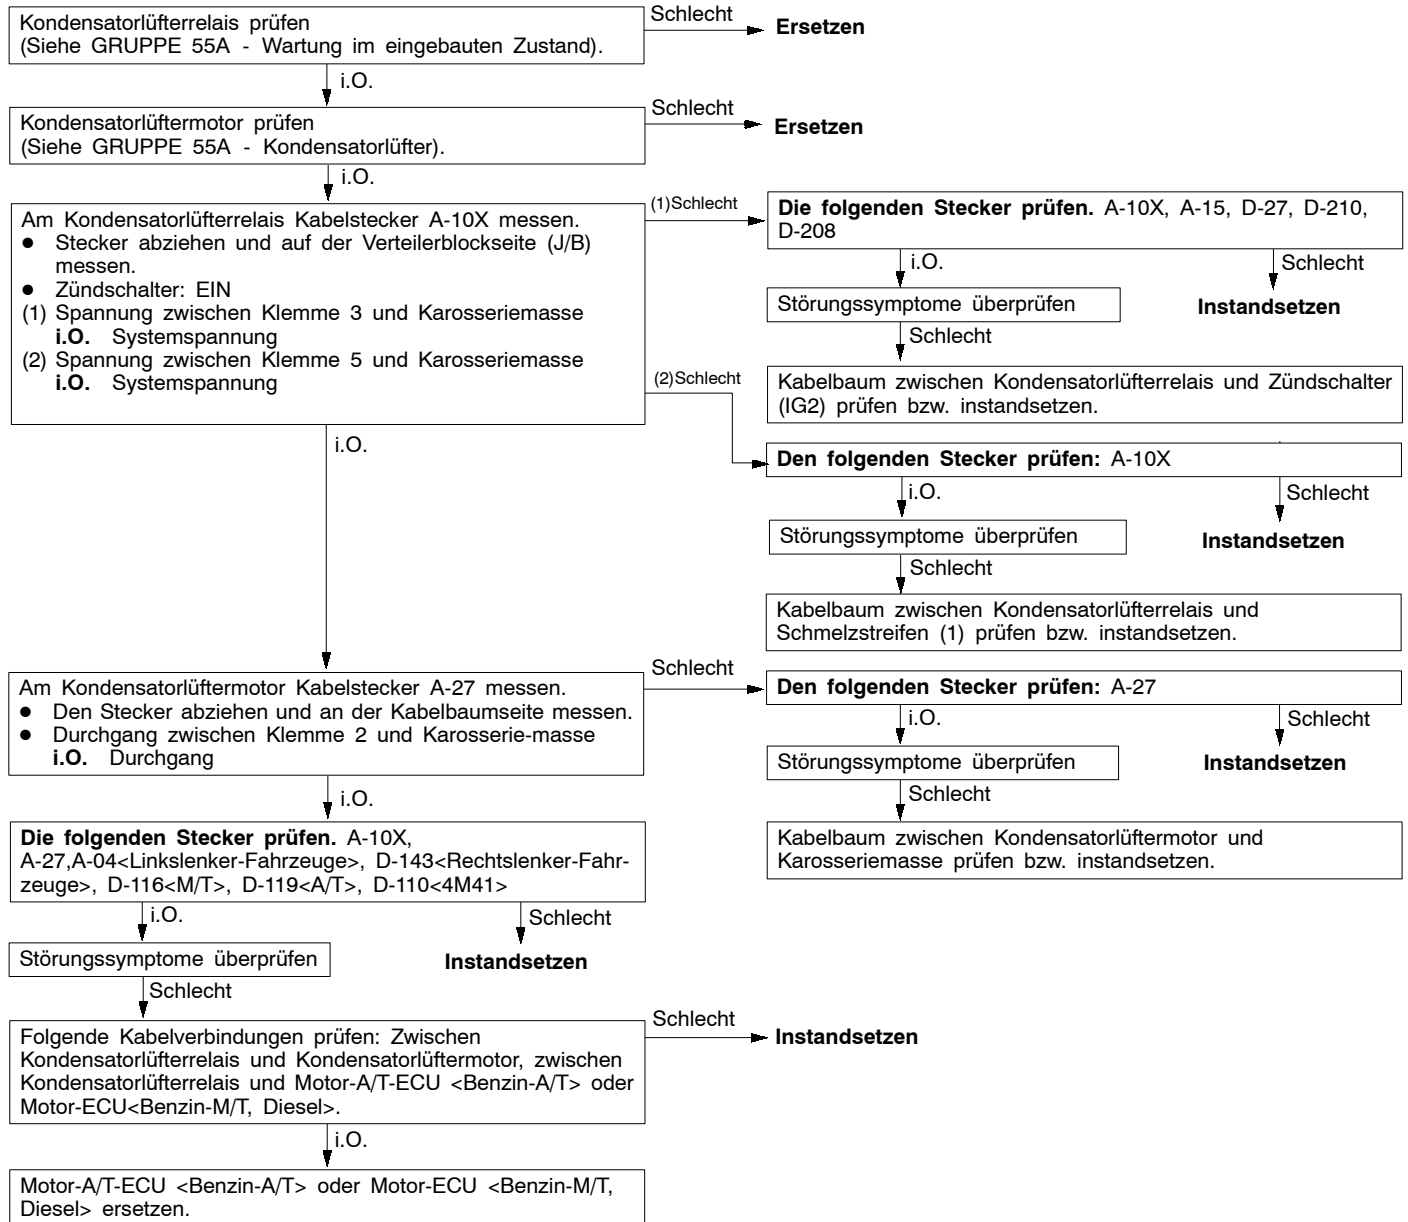 Kondensatorlüfterrelais prüfen
(Siehe GRUPPE 55A - Wartung im eingebauten Zustand).
Schlecht
Ersetzen
i.O.
Kondensatorlüftermotor prüfen
(Siehe GRUPPE 55A - Kondensatorlüfter).
Schlecht
Ersetzen
i.O.
Am Kondensatorlüfterrelais Kabelstecker A-10X messen.
● Stecker abziehen und auf der Verteilerblockseite (J/B)
messen.
● Zündschalter: EIN
(1) Spannung zwischen Klemme 3 und Karosseriemasse
i.O. Systemspannung
(2) Spannung zwischen Klemme 5 und Karosseriemasse
i.O. Systemspannung
(1)Schlecht
Die folgenden Stecker prüfen. A-10X, A-15, D-27, D-210,
D-208
i.O.
Schlecht
Störungssymptome überprüfen
Instandsetzen
Schlecht
Kabelbaum zwischen Kondensatorlüfterrelais und Zündschalter
(IG2) prüfen bzw. instandsetzen.
(2)Schlecht
Den folgenden Stecker prüfen: A-10X
i.O.
Schlecht
Störungssymptome überprüfen
Instandsetzen
Schlecht
Kabelbaum zwischen Kondensatorlüfterrelais und
Schmelzstreifen (1) prüfen bzw. instandsetzen.
i.O.
Am Kondensatorlüftermotor Kabelstecker A-27 messen.
● Den Stecker abziehen und an der Kabelbaumseite messen.
● Durchgang zwischen Klemme 2 und Karosserie-masse
i.O. Durchgang
Schlecht
Den folgenden Stecker prüfen: A-27
i.O.
Schlecht
Störungssymptome überprüfen
Instandsetzen
Schlecht
Kabelbaum zwischen Kondensatorlüftermotor und
Karosseriemasse prüfen bzw. instandsetzen.
i.O.
Die folgenden Stecker prüfen. A-10X,
A-27,A-04<Linkslenker-Fahrzeuge>, D-143<Rechtslenker-Fahr-
zeuge>, D-116<M/T>, D-119<A/T>, D-110<4M41>
i.O.
Schlecht
Störungssymptome überprüfen
Instandsetzen
Schlecht
Folgende Kabelverbindungen prüfen: Zwischen
Kondensatorlüfterrelais und Kondensatorlüftermotor, zwischen
Kondensatorlüfterrelais und Motor-A/T-ECU <Benzin-A/T> oder
Motor-ECU<Benzin-M/T, Diesel>.
Schlecht
Instandsetzen
i.O.
Motor-A/T-ECU <Benzin-A/T> oder Motor-ECU <Benzin-M/T,
Diesel> ersetzen.